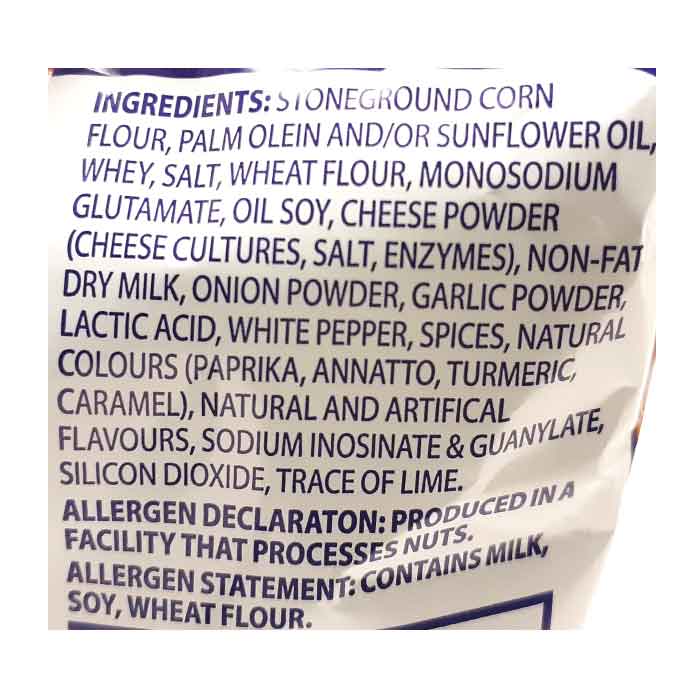 INGREDIENTS: STONEGROUND CORN
FLOUR, PALM OLEIN AND/OR SUNFLOWER OIL,
WHEY, SALT, WHEAT FLOUR, MONOSODIUM
GLUTAMATE, OIL SOY, CHEESE POWDER
(CHEESE CULTURES, SALT, ENZYMES), NON-FAT
DRY MILK, ONION POWDER, GARLIC POWDER,
LACTIC ACID, WHITE PEPPER, SPICES, NATURAL
COLOURS (PAPRIKA, ANNATTO, TURMERIC,
CARAMEL), NATURAL AND ARTIFICAL
FLAVOURS, SODIUM INOSINATE & GUANYLATE,
SILICON DIOXIDE, TRACE OF LIME.
ALLERGEN DECLARATON: PRODUCED IN A
FACILITY THAT PROCESSES NUTS.
ALLERGEN STATEMENT: CONTAINS MILK,
SOY, WHEAT FLOUR.